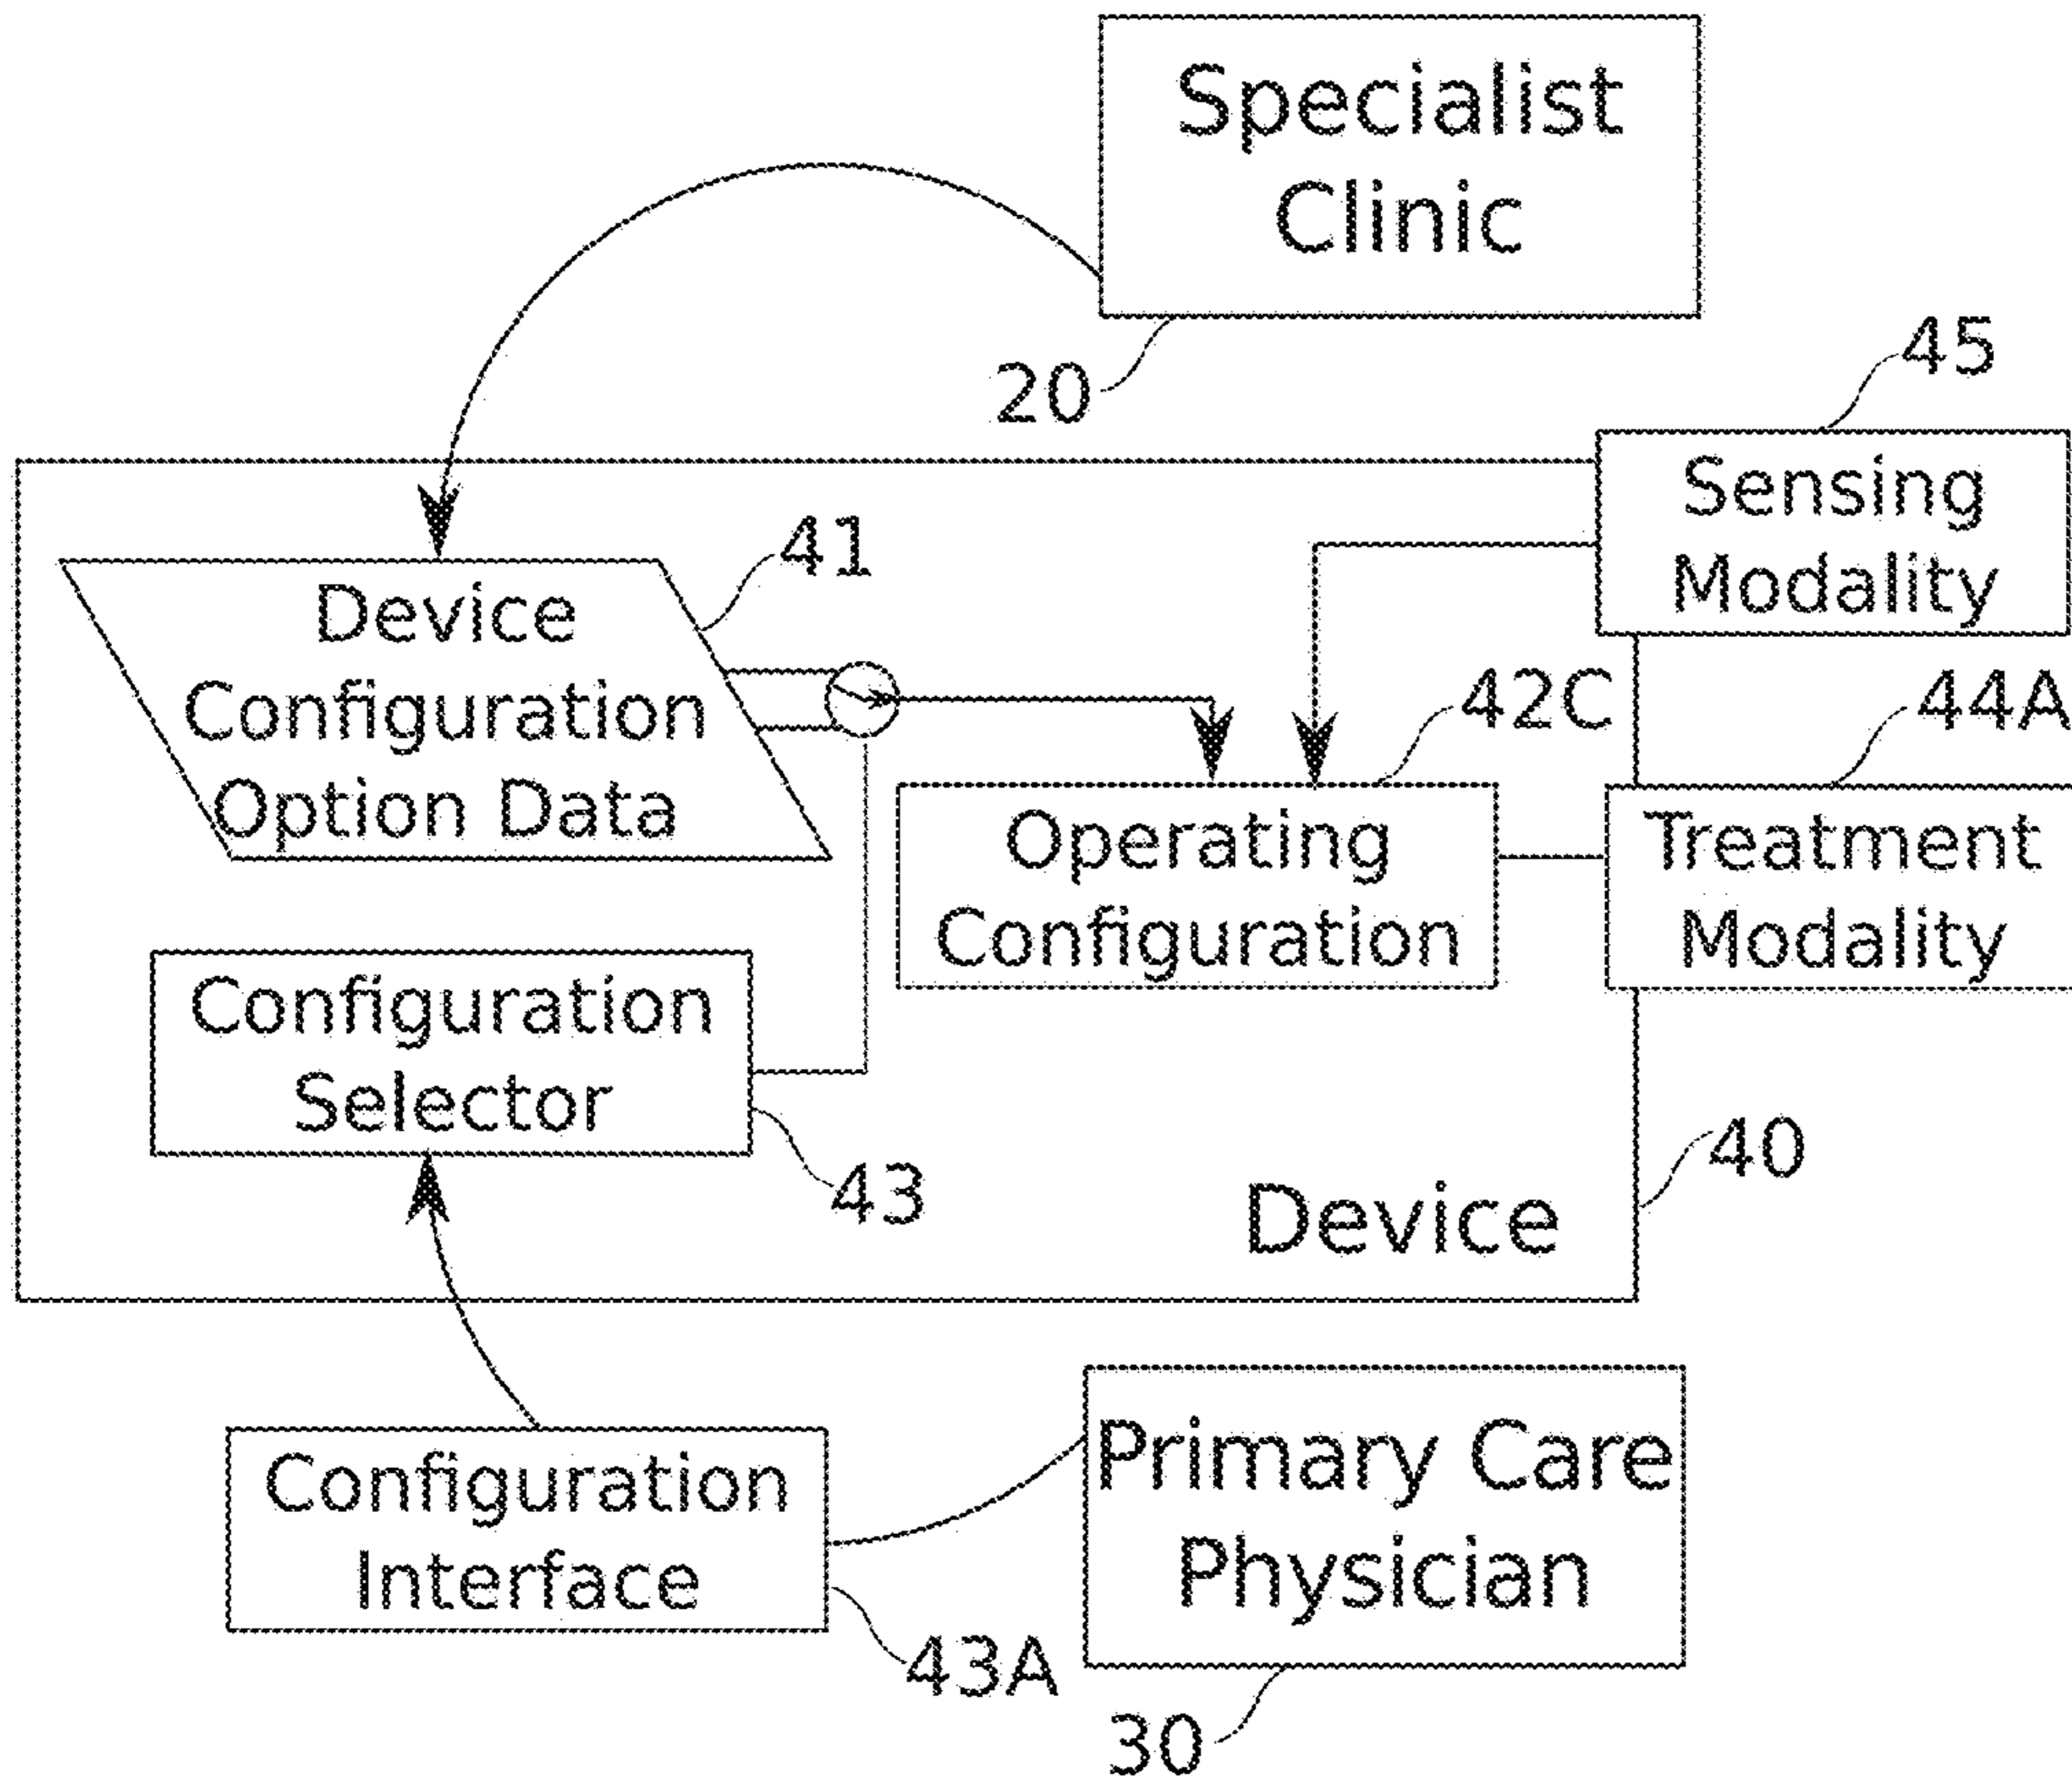 Specialist
Clinic
20
45
Sensing
Modality
41
Device
Configuration
Option Data
42C
44A
Operating
Configuration
Treatment
Modality
Configuration
Selector
43
40
Device
Configuration
Interface
43A
Primary Care
Physician
30